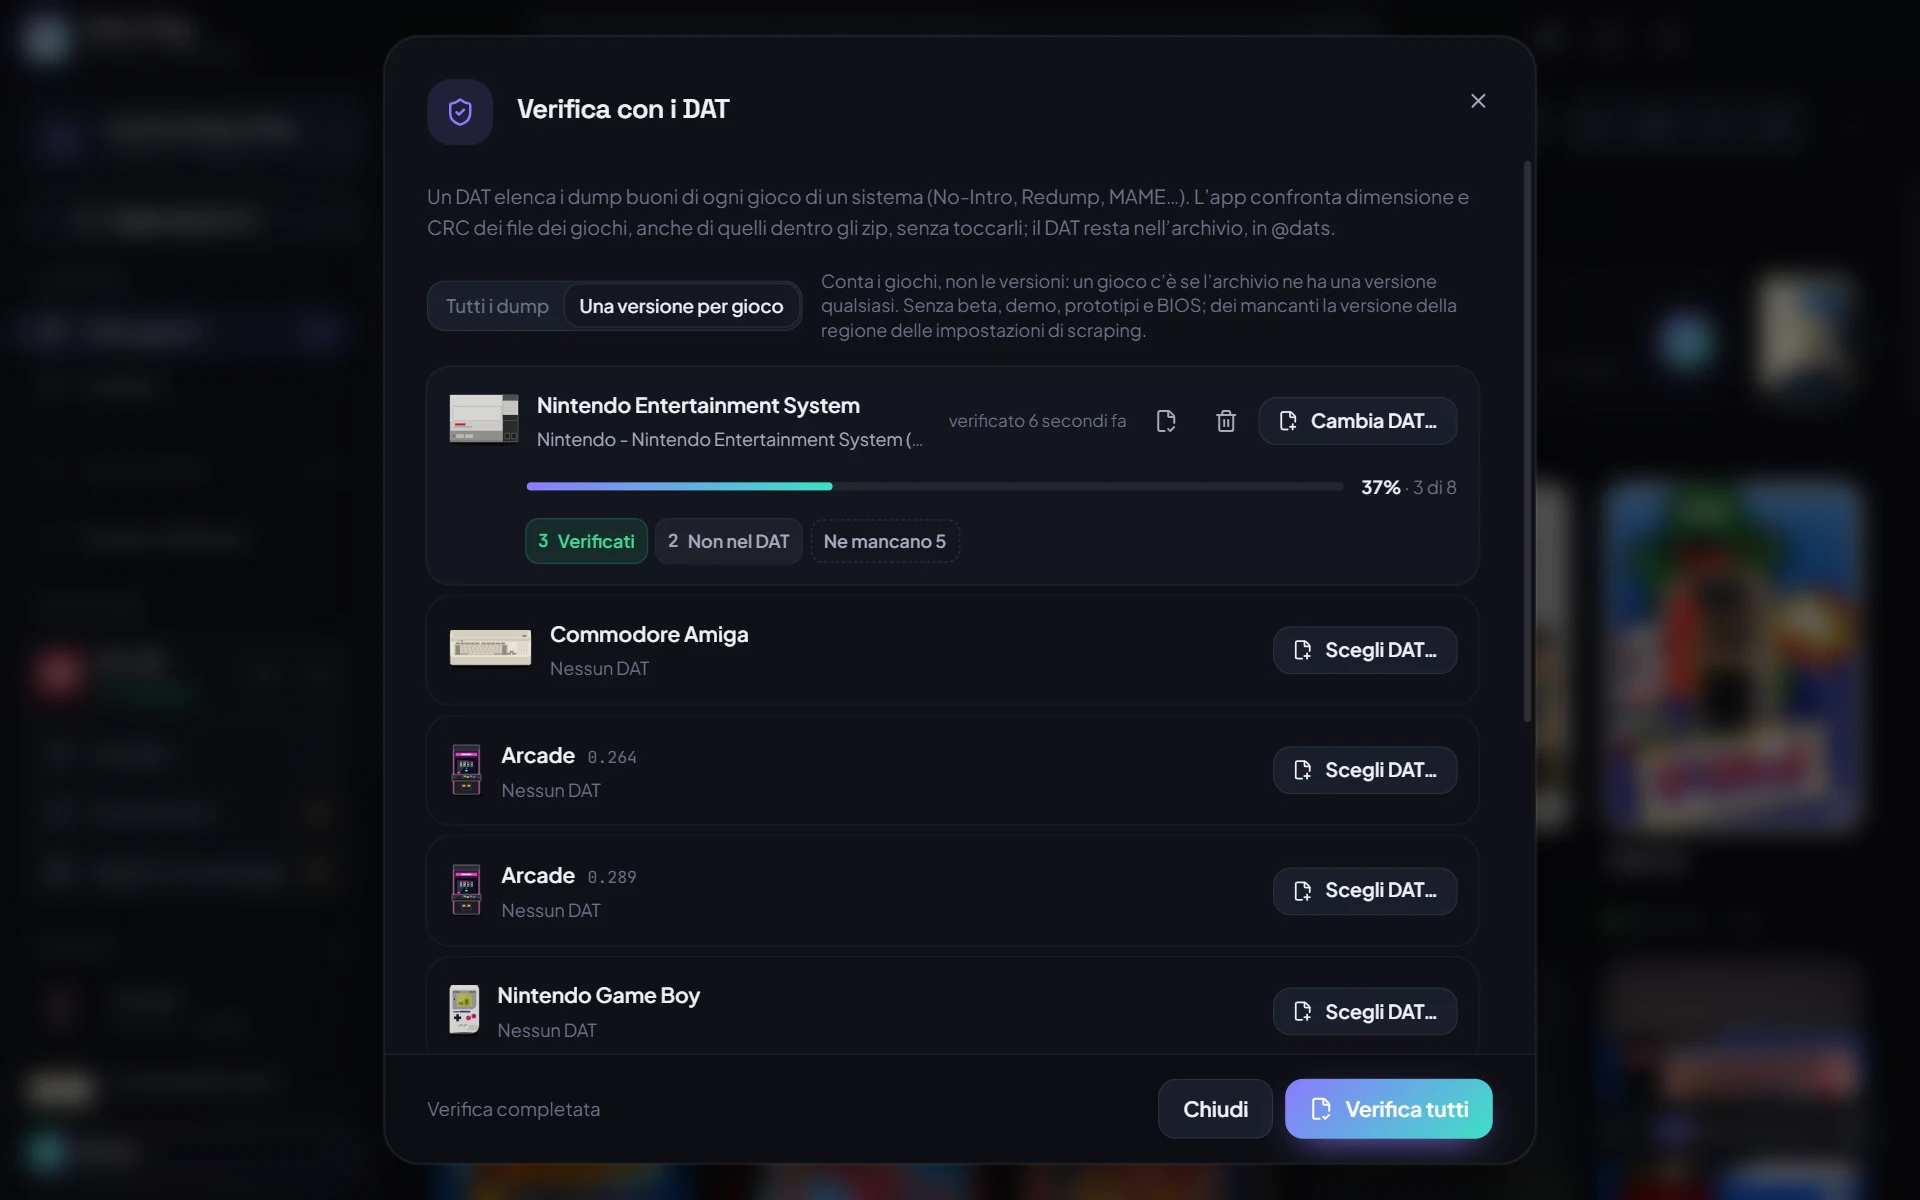 Verifica con i DAT
Un DAT elenca i dump buoni di ogni gioco di un sistema (No-Intro, Redump, MAME…). L’app confronta dimensione e
CRC dei file dei giochi, anche di quelli dentro gli zip, senza toccarli; il DAT resta nell’archivio, in @dats.
Tutti i dump
Una versione per gioco
Conta i giochi, non le versioni: un gioco c’è se l’archivio ne ha una versione
qualsiasi. Senza beta, demo, prototipi e BIOS; dei mancanti la versione della
regione delle impostazioni di scraping.
Nintendo Entertainment System
Nintendo - Nintendo Entertainment System (…
verificato 6 secondi fa
Cambia DAT…
37% · 3 di 8
3 Verificati
2 Non nel DAT
Ne mancano 5
Commodore Amiga
Nessun DAT
Scegli DAT…
Arcade 0.264
Nessun DAT
Scegli DAT…
Arcade 0.289
Nessun DAT
Scegli DAT…
Nintendo Game Boy
Nessun DAT
Scegli DAT…
Verifica completata
Chiudi
Verifica tutti